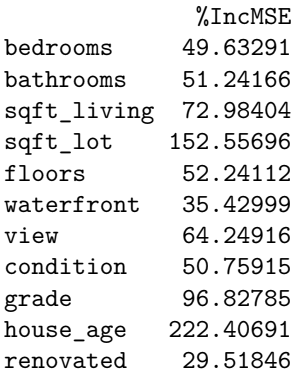 %IncMSE
bedrooms 49.63291
bathrooms 51.24166
sqft_living 72.98404
sqft_lot 152.55696
floors 52.24112
waterfront 35.42999
view 64.24916
condition 50.75915
grade 96.82785
house_age 222.40691
renovated 29.51846